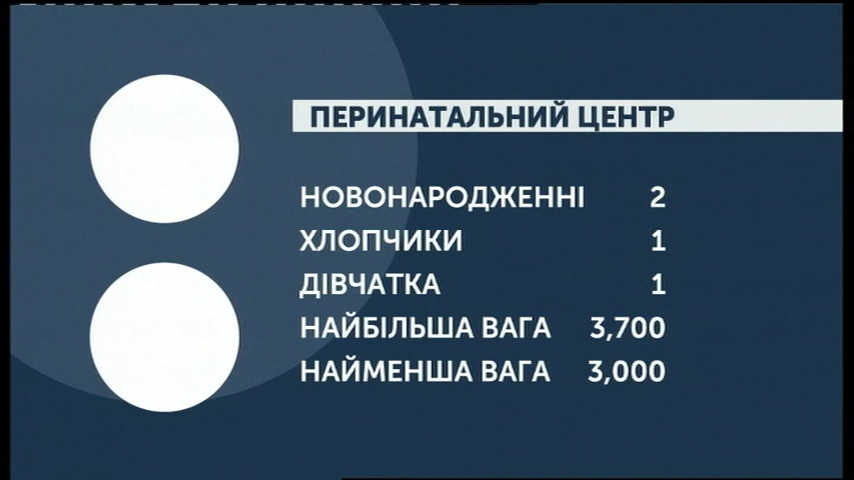 ПЕРИНАТАЛЬНИЙ ЦЕНТР
НОВОНАРОДЖЕННІ 2
ХЛОПЧИКИ 1
ДІВЧАТКА 1
НАЙБІЛЬША ВАГА 3,700
НАЙМЕНША ВАГА 3,000